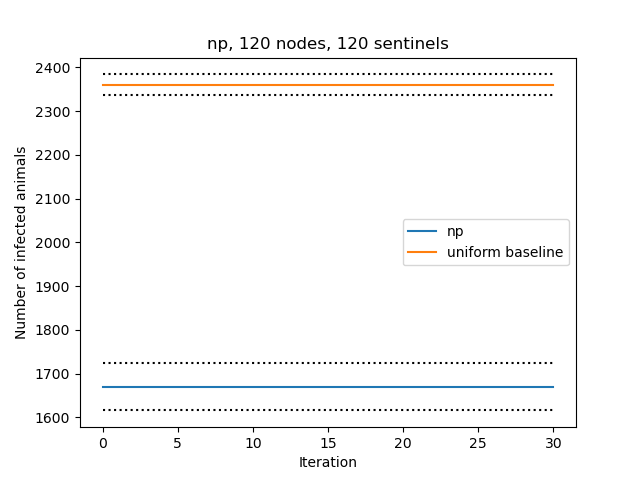 np, 120 nodes, 120 sentinels
2400
2300
2200
2100
2000
1900
1800
1700
1600
Number of infected animals
np
uniform baseline
0 5 10 15 20 25 30
Iteration